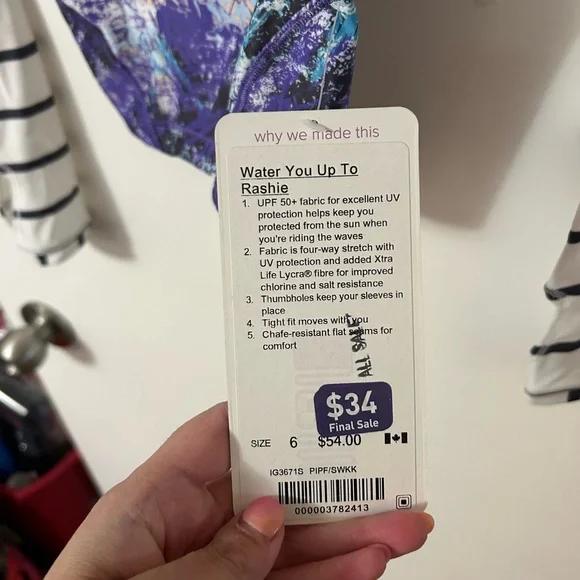 why we made this
Water You Up To
Rashie
1. UPF 50+ fabric for excellent UV
protection helps keep you
protected from the sun when
you're riding the waves
2. Fabric is four-way stretch with
UV protection and added Xtra
Life Lycra® fibre for improved
chlorine and salt resistance
3. Thumbholes keep your sleeves in
place
4. Tight fit moves with you
5. Chafe-resistant flat seams for
comfort
ALL SALE
$34
Final Sale
SIZE 6 $54.00
IG3671S PIPF/SWKK
000003782413